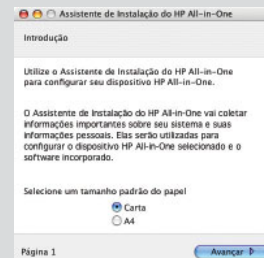 Assistente de Instalação do HP All-in-One
Introdução
Utilize o Assistente de Instalação do HP All-in-One
para configurar seu dispositivo HP All-in-One.
O Assistente de Instalação do HP All-in-One vai coletar
informações importantes sobre seu sistema e suas
informações pessoais. Elas serão utilizadas para
configurar o dispositivo HP All-in-One selecionado e o
software incorporado.
Selecione um tamanho padrão do papel
Carta
A4
Página 1
Avançar